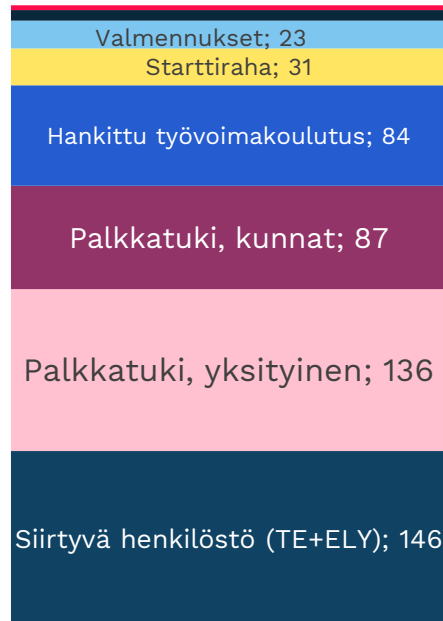 Valmennukset; 23
Starttiraha; 31
Hankittu työvoimakoulutus; 84
Palkkatuki, kunnat; 87
Palkkatuki, yksityinen; 136
Siirtyvä henkilöstö (TE+ELY); 146